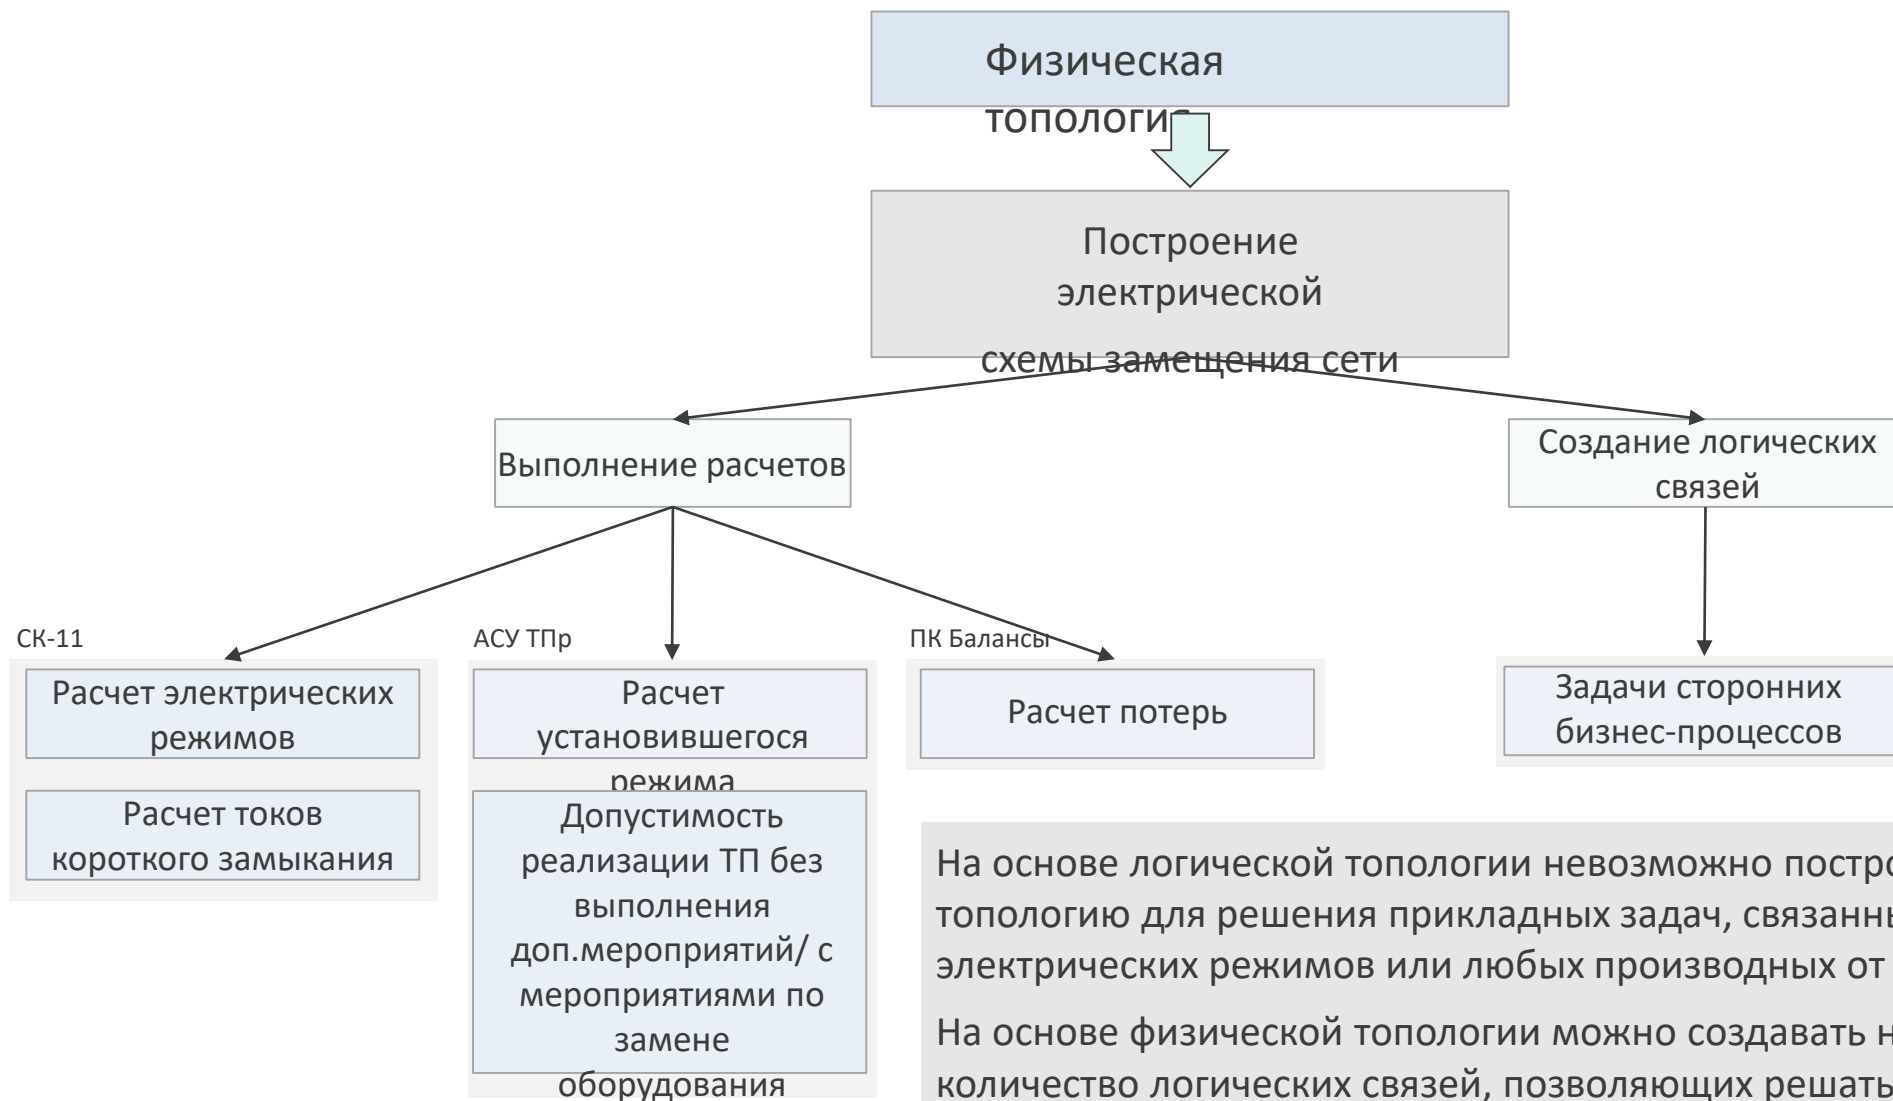 Физическая
топология
Построение
электрической
схемы замещения сети
Выполнение расчетов
Создание логических
связей
СК-11
АСУ ТПр
ПК Балансы
Расчет электрических
режимов
Расчет токов
короткого замыкания
Расчет
установившегося
режима
Допустимость
реализации ТП без
выполнения
доп.мероприятий/ с
мероприятиями по
замене
оборудования
Расчет потерь
Задачи сторонних
бизнес-процессов
На основе логической топологии невозможно
топологию для решения прикладных задач,
электрических режимов или любых производных от
На основе физической топологии можно создавать
количество логических связей, позволяющих решать